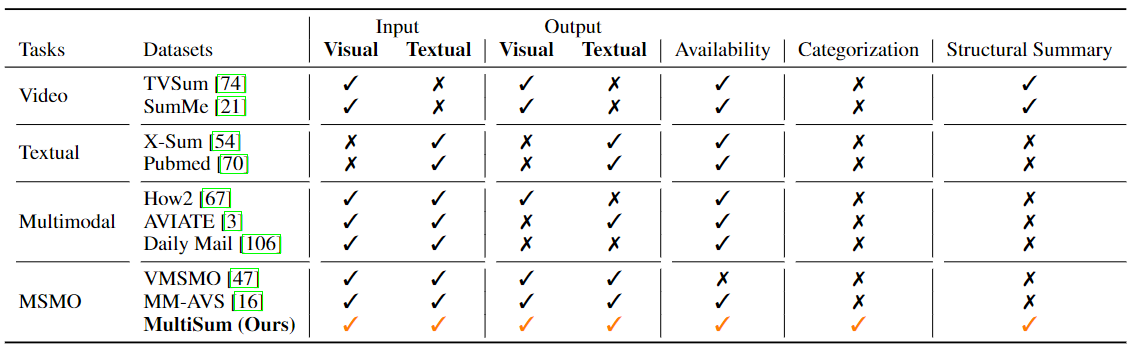 Input Output
Tasks Datasets Visual Textual Visual Textual Availability Categorization Structural Summary
Video TVSum [74] ✓ ✗ ✓ ✗ ✓ ✗ ✓
SumMe [21] ✓ ✗ ✓ ✗ ✓ ✗ ✓
Textual X-Sum [54] ✗ ✓ ✗ ✓ ✓ ✗ ✗
Pubmed [70] ✗ ✓ ✗ ✓ ✓ ✗ ✗
How2 [67] ✓ ✓ ✓ ✗ ✓ ✗ ✗
Multimodal AVIATE [3] ✓ ✓ ✗ ✓ ✓ ✗ ✗
Daily Mail [106] ✓ ✓ ✗ ✗ ✓ ✗ ✗
VMSMO [47] ✓ ✓ ✓ ✓ ✗ ✗ ✗
MSMO MM-AVS [16] ✓ ✓ ✓ ✓ ✓ ✗ ✗
MultiSum (Ours) ✓ ✓ ✓ ✓ ✓ ✓ ✓